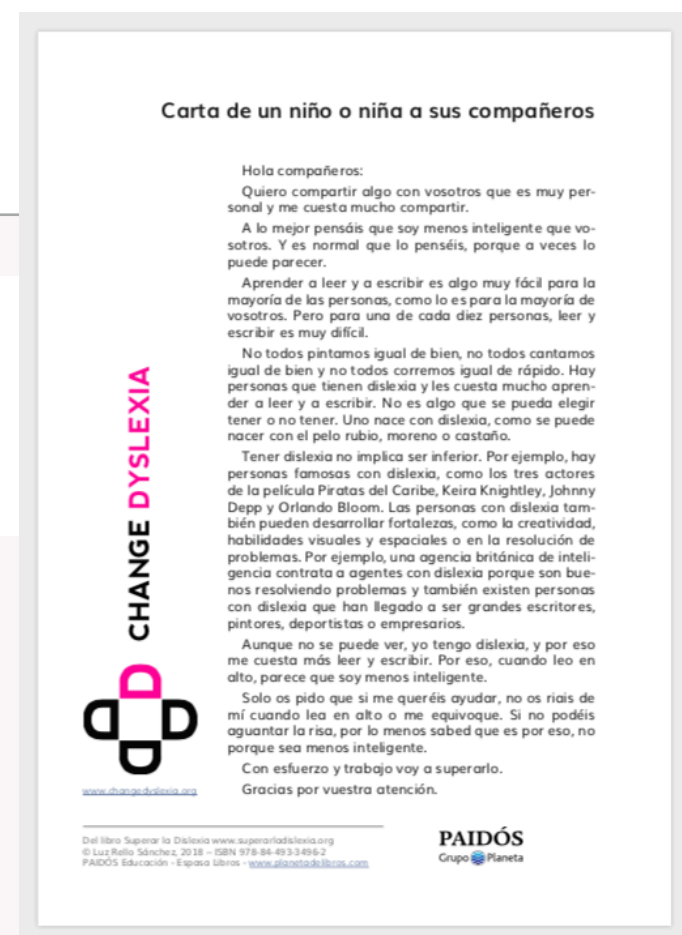 Carta de un niño o niña a sus compañeros
Hola compañeros:
Quiero compartir algo con vosotros que es muy per-
sonal y me cuesta mucho compartir.
A lo mejor pensáis que soy menos inteligente que vo-
sotros. Y es normal que lo penséis, porque a veces lo
puede parecer.
Aprender a leer y a escribir es algo muy fácil para la
mayoría de las personas, como lo es para la mayoría de
vosotros. Pero para una de cada diez personas, leer y
escribir es muy difícil.
No todos pintamos igual de bien, no todos cantamos
igual de bien y no todos corremos igual de rápido. Hay
personas que tienen dislexia y les cuesta mucho apren-
der a leer y a escribir. No es algo que se pueda elegir
tener o no tener. Uno nace con dislexia, como se puede
nacer con el pelo rubio, moreno o castaño.
Tener dislexia no implica ser inferior. Por ejemplo, hay
personas famosas con dislexia, como los tres actores
de la película Piratas del Caribe, Keira Knightley, Johnny
Depp y Orlando Bloom. Las personas con dislexia tam-
bién pueden desarrollar fortalezas, como la creatividad,
habilidades visuales y espaciales o en la resolución de
problemas. Por ejemplo, una agencia británica de inteli-
gencia contrata a agentes con dislexia porque son bue-
nos resolviendo problemas y también existen personas
con dislexia que han llegado a ser grandes escritores,
pintores, deportistas o empresarios.
Aunque no se puede ver, yo tengo dislexia, y por eso
me cuesta más leer y escribir. Por eso, cuando leo en
alto, parece que soy menos inteligente.
Solo os pido que si me queréis ayudar, no os riais de
mí cuando lea en alto o me equivoque. Si no podéis
aguantar la risa, por lo menos sabed que es por eso, no
porque sea menos inteligente.
Con esfuerzo y trabajo voy a superarlo.
Gracias por vuestra atención.
CHANGE DYSLEXIA
www.changedyslexia.org
Del libro Superar la Dislexia www.superarladislexia.org
© Luz Rello Sánchez, 2018 – ISBN 978-84-493-3496-2
PAIDÓS Educación - Espasa Libros - www.planetadelibros.com
PAIDÓS
Grupo Planeta